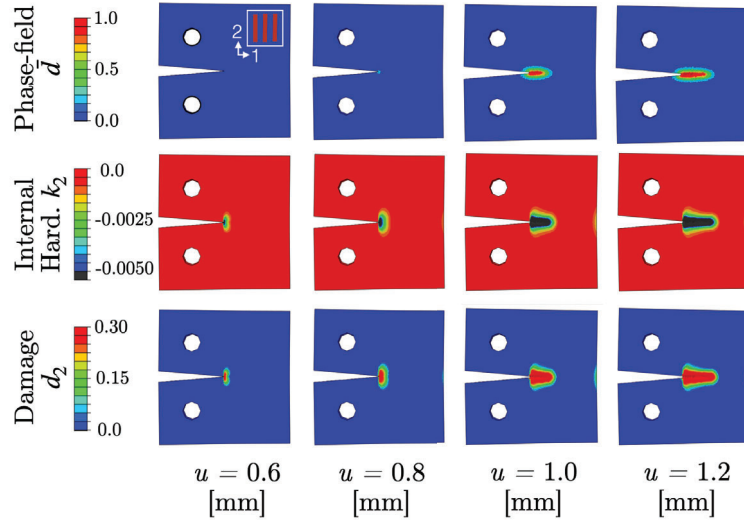 Phase-field
d̄
1.0
0.5
0.0
2
1
Internal
Hard. k₂
0.0
-0.0025
-0.0050
Damage
d₂
0.30
0.15
0.0
u = 0.6 u = 0.8 u = 1.0 u = 1.2
[mm] [mm] [mm] [mm]